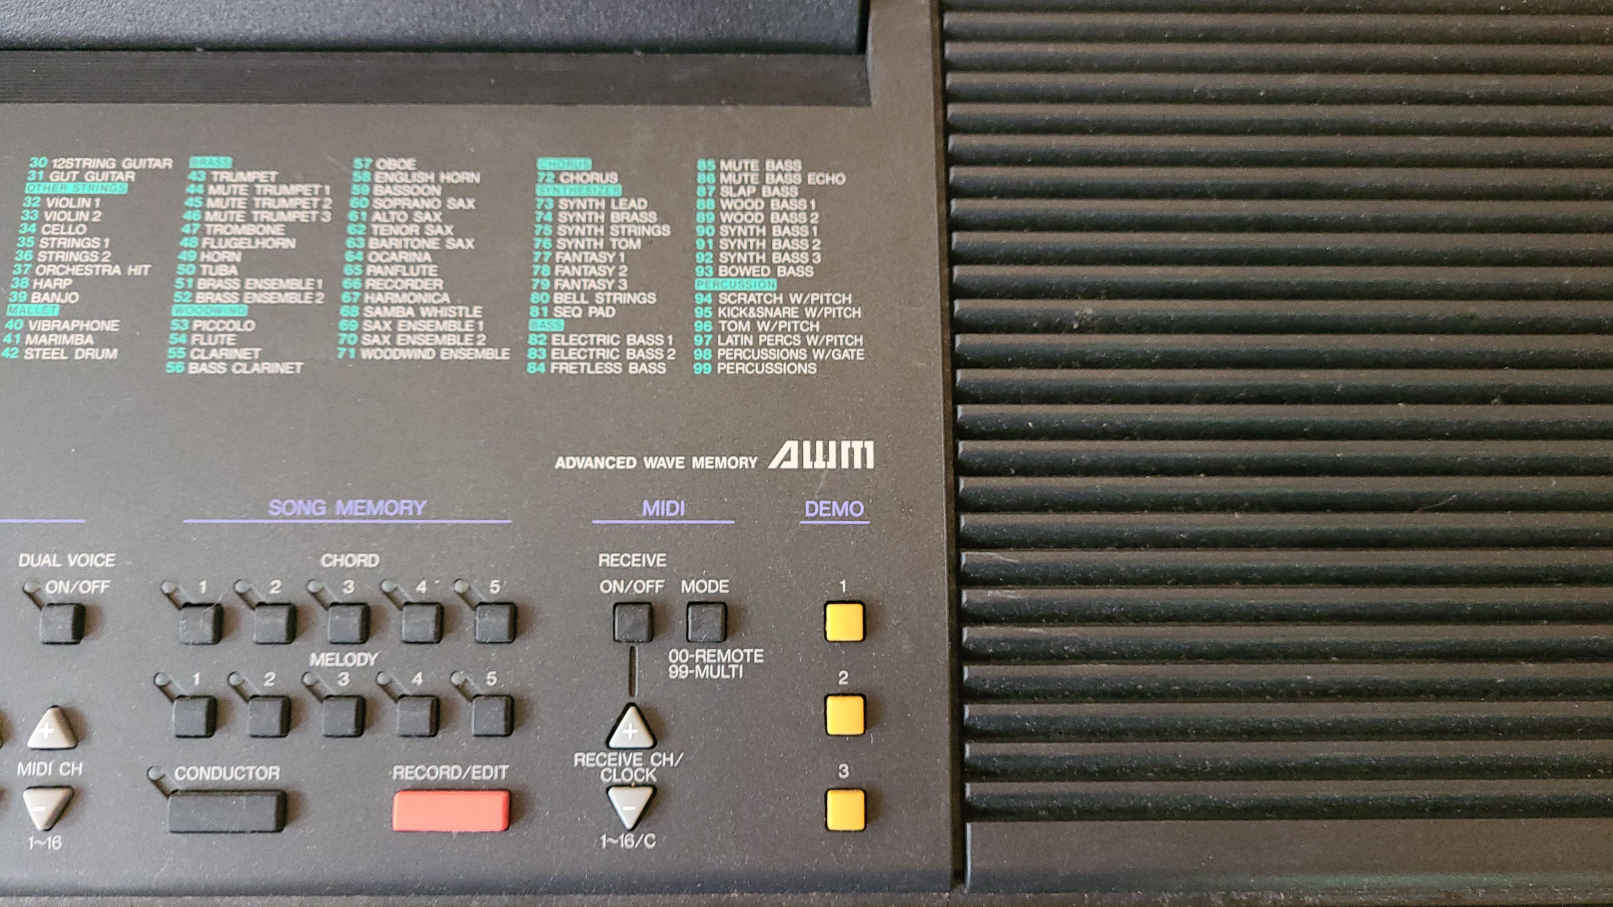 30 12STRING GUITAR
31 GUT GUITAR
OTHER STRINGS
32 VIOLIN 1
33 VIOLIN 2
34 CELLO
35 STRINGS 1
36 STRINGS 2
37 ORCHESTRA HIT
38 HARP
39 BANJO
MALLET
40 VIBRAPHONE
41 MARIMBA
42 STEEL DRUM
BRASS
43 TRUMPET
44 MUTE TRUMPET 1
45 MUTE TRUMPET 2
46 MUTE TRUMPET 3
47 TROMBONE
48 FLUGELHORN
49 HORN
50 TUBA
51 BRASS ENSEMBLE 1
52 BRASS ENSEMBLE 2
WOODWIND
53 PICCOLO
54 FLUTE
55 CLARINET
56 BASS CLARINET
57 OBOE
58 ENGLISH HORN
59 BASSOON
60 SOPRANO SAX
61 ALTO SAX
62 TENOR SAX
63 BARITONE SAX
64 OCARINA
65 PANFLUTE
66 RECORDER
67 HARMONICA
68 SAMBA WHISTLE
69 SAX ENSEMBLE 1
70 SAX ENSEMBLE 2
71 WOODWIND ENSEMBLE
CHORUS
72 CHORUS
SYNTHESIZER
73 SYNTH LEAD
74 SYNTH BRASS
75 SYNTH STRINGS
76 SYNTH TOM
77 FANTASY 1
78 FANTASY 2
79 FANTASY 3
80 BELL STRINGS
81 SEQ PAD
BASS
82 ELECTRIC BASS 1
83 ELECTRIC BASS 2
84 FRETLESS BASS
85 MUTE BASS
86 MUTE BASS ECHO
87 SLAP BASS
88 WOOD BASS 1
89 WOOD BASS 2
90 SYNTH BASS 1
91 SYNTH BASS 2
92 SYNTH BASS 3
93 BOWED BASS
PERCUSSION
94 SCRATCH W/PITCH
95 KICK&SNARE W/PITCH
96 TOM W/PITCH
97 LATIN PERCS W/PITCH
98 PERCUSSIONS W/GATE
99 PERCUSSIONS
ADVANCED WAVE MEMORY AWM
SONG MEMORY
MIDI
DEMO
DUAL VOICE
ON/OFF
CHORD
1 2 3 4 5
MELODY
1 2 3 4 5
MIDI CH
+
-
1~16
CONDUCTOR
RECORD/EDIT
RECEIVE
ON/OFF
MODE
00-REMOTE
99-MULTI
+
RECEIVE CH/
CLOCK
-
1~16/C
1
2
3